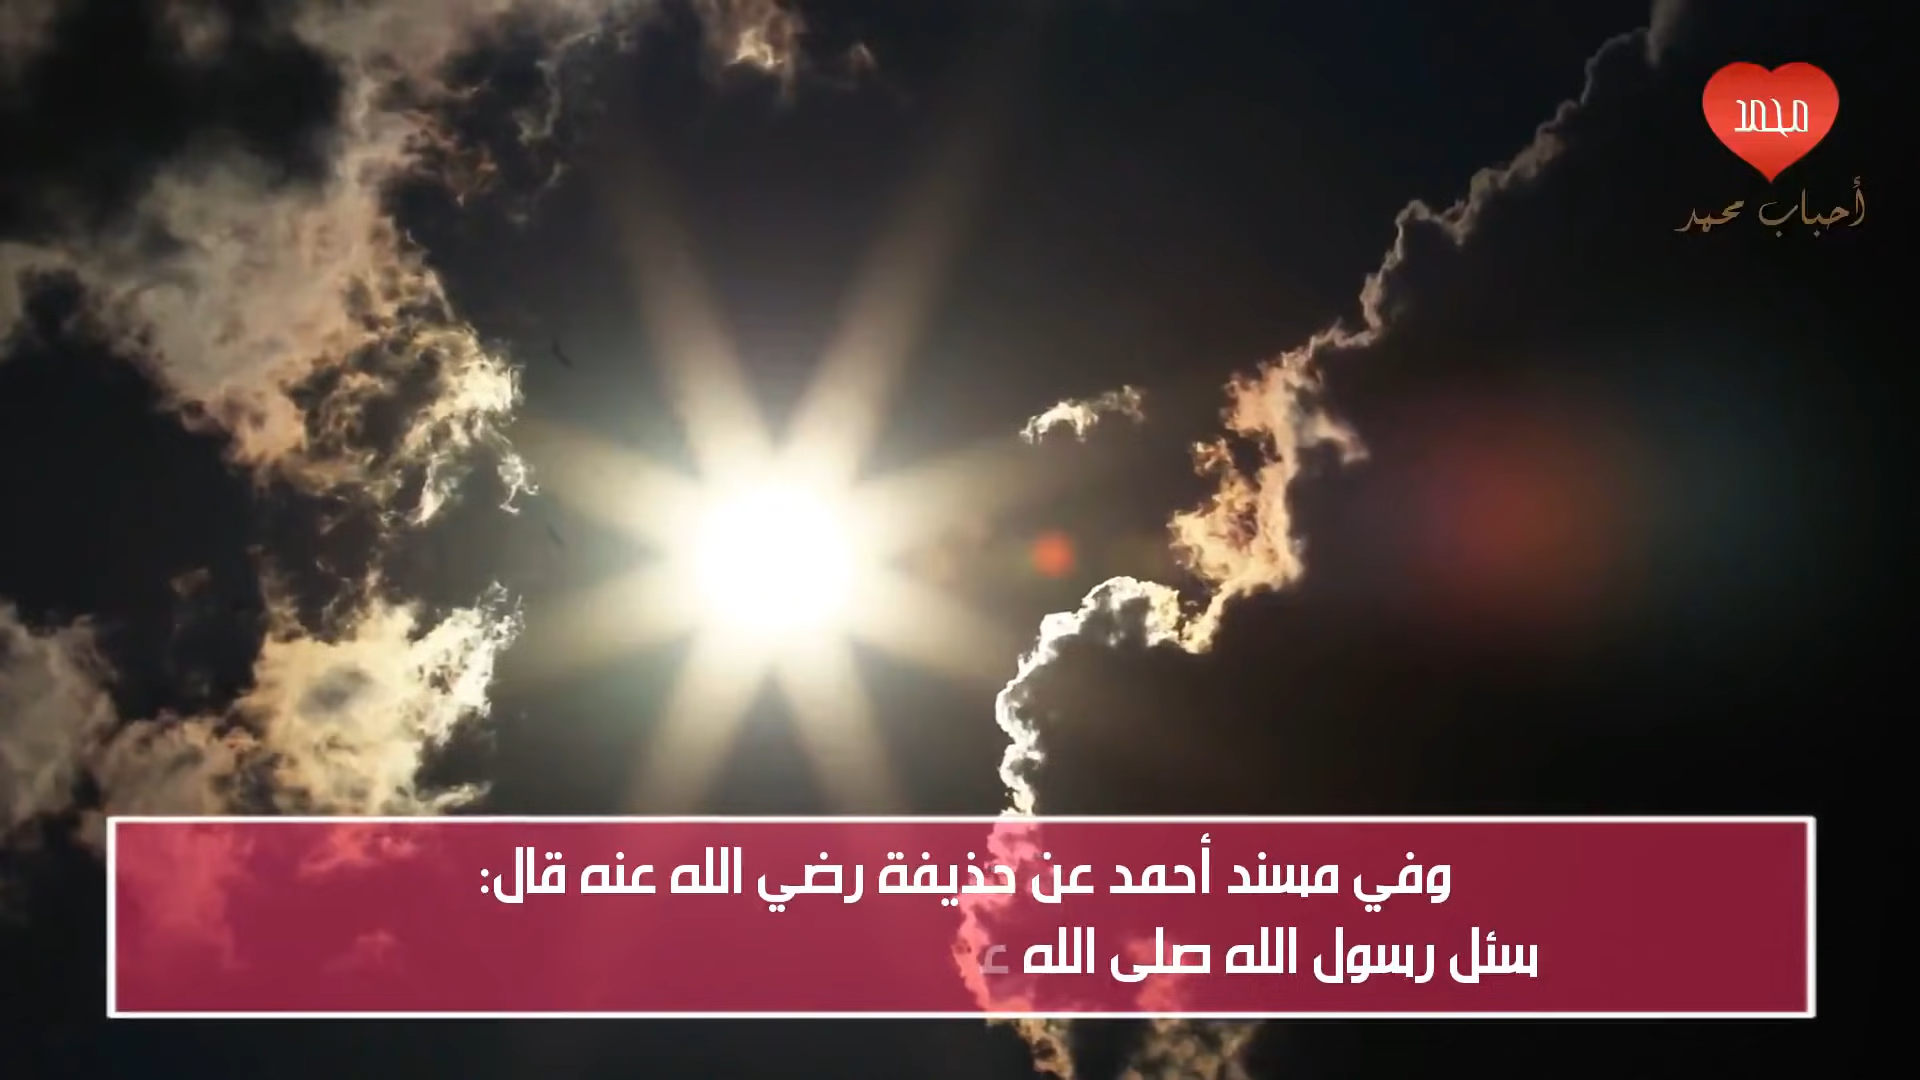 محمد
أحباب محمد
وفي مسند أحمد عن حذيفة رضي الله عنه قال:
سئل رسول الله صلى الله ع